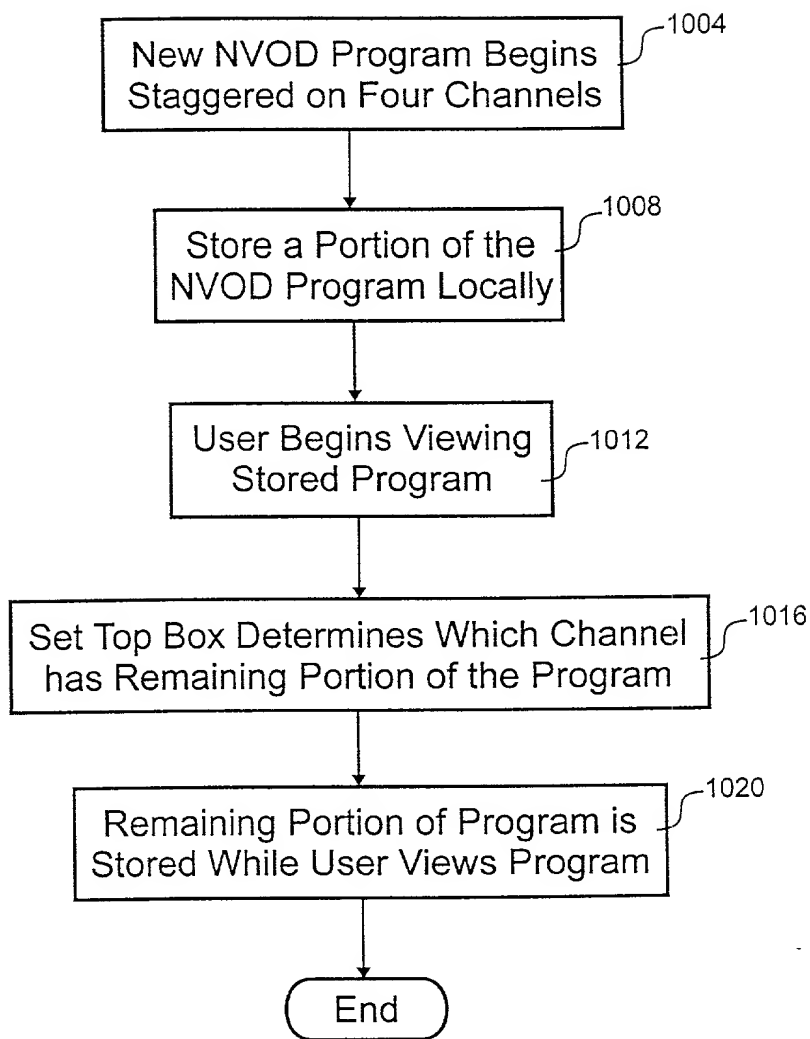 1004
New NVOD Program Begins
Staggered on Four Channels
1008
Store a Portion of the
NVOD Program Locally
User Begins Viewing
Stored Program
1012
Set Top Box Determines Which Channel
has Remaining Portion of the Program
1016
1020
Remaining Portion of Program is
Stored While User Views Program
End